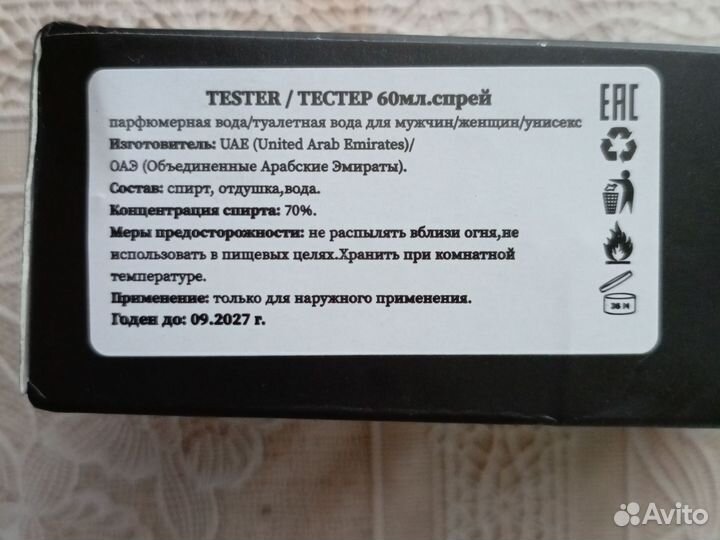 TESTER / ТЕСТЕР 60мл.спрей
парфюмерная вода/туалетная вода для мужчин/женщин/унисекс
Изготовитель: UAE (United Arab Emirates)/
ОАЭ (Объединенные Арабские Эмираты).
Состав: спирт, отдушка,вода.
Концентрация спирта: 70%.
Меры предосторожности: не распылять вблизи огня,не
использовать в пищевых целях.Хранить при комнатной
температуре.
Применение: только для наружного применения.
Годен до: 09.2027 г.
EAC
36 M
Avito